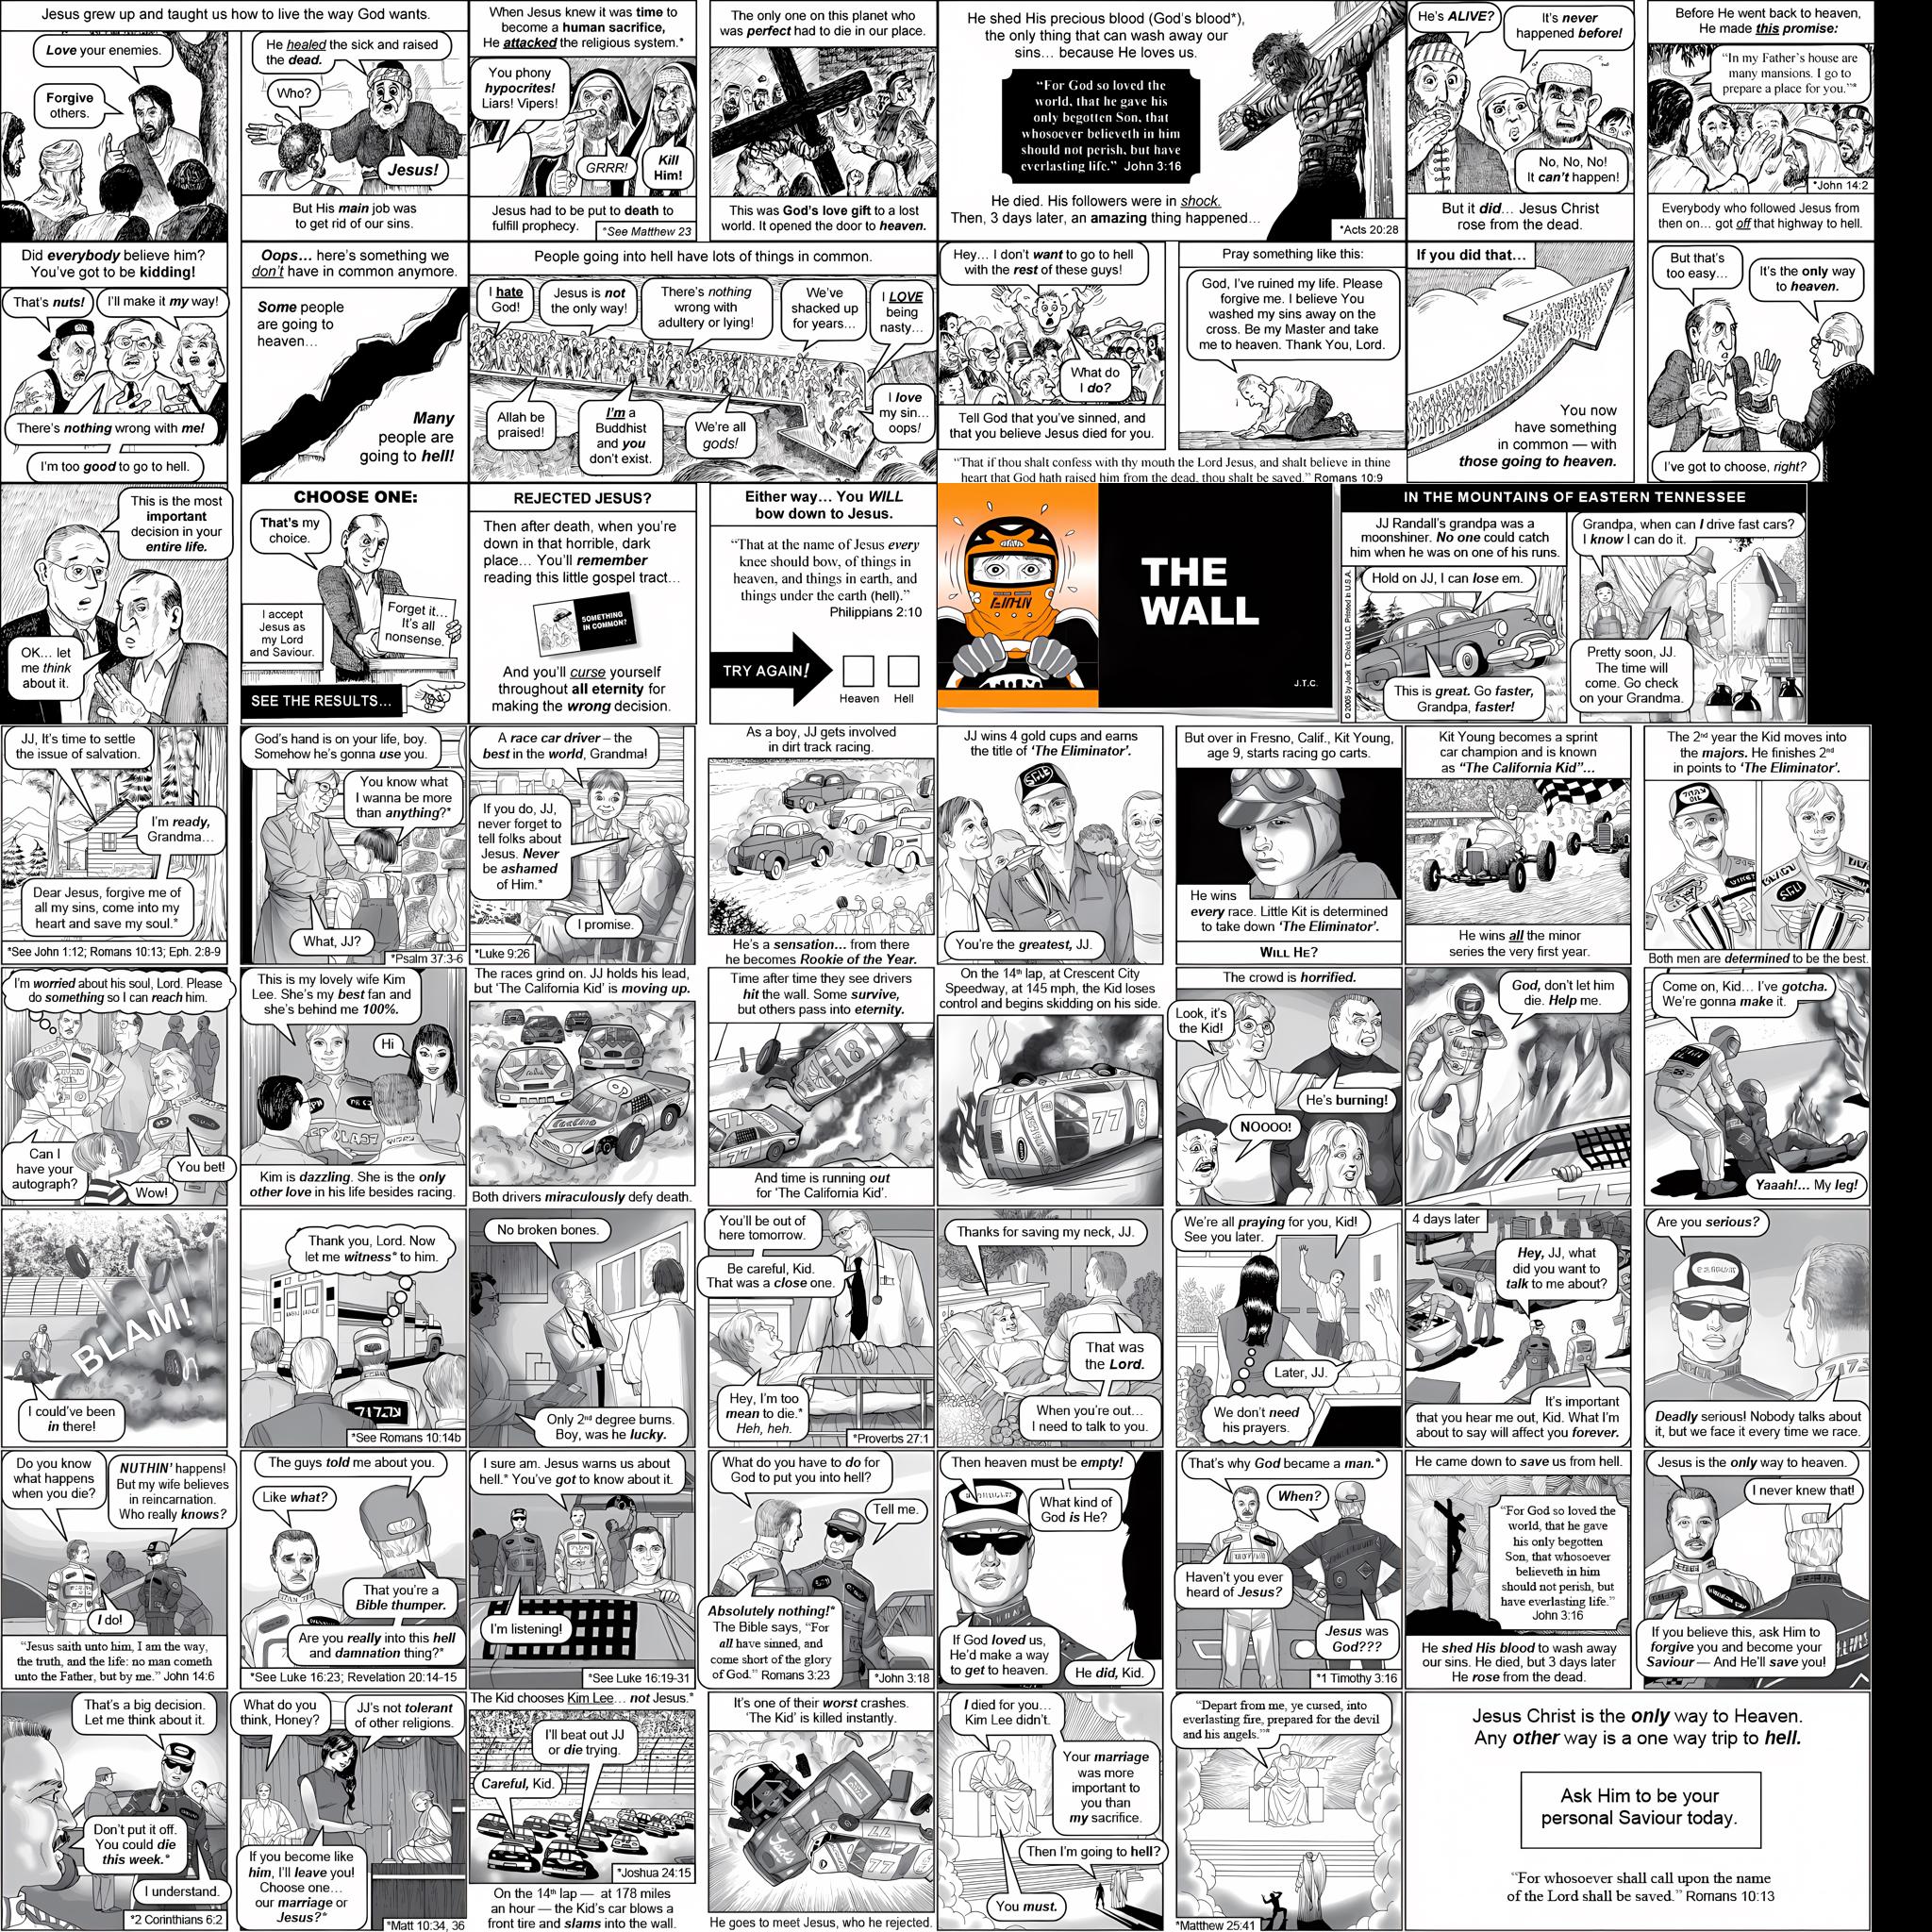 Jesus grew up and taught us how to live the way God wants.
Love your enemies.
Forgive
others.
He healed the sick and raised
the dead.
Who?
Jesus!
But His main job was
to get rid of our sins.
When Jesus knew it was time to
become a human sacrifice,
He attacked the religious system.*
You phony
hypocrites!
Liars! Vipers!
GRRR!
Kill
Him!
Jesus had to be put to death to
fulfill prophecy.
*See Matthew 23
The only one on this planet who
was perfect had to die in our place.
This was God's love gift to a lost
world. It opened the door to heaven.
He shed His precious blood (God's blood*),
the only thing that can wash away our
sins... because He loves us.
"For God so loved the
world, that he gave his
only begotten Son, that
whosoever believeth in him
should not perish, but have
everlasting life." John 3:16
He died. His followers were in shock.
Then, 3 days later, an amazing thing happened...
*Acts 20:28
He's ALIVE?
It's never
happened before!
No, No, No!
It can't happen!
But it did... Jesus Christ
rose from the dead.
Before He went back to heaven,
He made this promise:
"In my Father's house are
many mansions. I go to
prepare a place for you."*
*John 14:2
Everybody who followed Jesus from
then on... got off that highway to hell.
Did everybody believe him?
You've got to be kidding!
That's nuts!
I'll make it my way!
There's nothing wrong with me!
I'm too good to go to hell.
Oops... here's something we
don't have in common anymore.
Some people
are going to
heaven...
Many
people are
going to hell!
People going into hell have lots of things in common.
I hate
God!
Jesus is not
the only way!
There's nothing
wrong with
adultery or lying!
We've
shacked up
for years...
I LOVE
being
nasty...
Allah be
praised!
I'm a
Buddhist
and you
don't exist.
We're all
gods!
I love
my sin...
oops!
Hey... I don't want to go to hell
with the rest of these guys!
What do
I do?
Tell God that you've sinned, and
that you believe Jesus died for you.
Pray something like this:
God, I've ruined my life. Please
forgive me. I believe You
washed my sins away on the
cross. Be my Master and take
me to heaven. Thank You, Lord.
"That if thou shalt confess with thy mouth the Lord Jesus, and shalt believe in thine
heart that God hath raised him from the dead, thou shalt be saved." Romans 10:9
If you did that...
You now
have something
in common — with
those going to heaven.
But that's
too easy...
It's the only way
to heaven.
I've got to choose, right?
This is the most
important
decision in your
entire life.
OK... let
me think
about it.
CHOOSE ONE:
That's my
choice.
I accept
Jesus as
my Lord
and Saviour.
Forget it...
It's all
nonsense.
SEE THE RESULTS...
REJECTED JESUS?
Then after death, when you're
down in that horrible, dark
place... You'll remember
reading this little gospel tract...
SOMETHING
IN COMMON?
And you'll curse yourself
throughout all eternity for
making the wrong decision.
Either way... You WILL
bow down to Jesus.
"That at the name of Jesus every
knee should bow, of things in
heaven, and things in earth, and
things under the earth (hell)."
Philippians 2:10
TRY AGAIN!
Heaven
Hell
THE
WALL
J.T.C.
IN THE MOUNTAINS OF EASTERN TENNESSEE
JJ Randall's grandpa was a
moonshiner. No one could catch
him when he was on one of his runs.
Hold on JJ, I can lose em.
This is great. Go faster,
Grandpa, faster!
Grandpa, when can I drive fast cars?
I know I can do it.
Pretty soon, JJ.
The time will
come. Go check
on your Grandma.
JJ, It's time to settle
the issue of salvation.
I'm ready,
Grandma...
Dear Jesus, forgive me of
all my sins, come into my
heart and save my soul.*
*See John 1:12; Romans 10:13; Eph. 2:8-9
God's hand is on your life, boy.
Somehow he's gonna use you.
You know what
I wanna be more
than anything?*
What, JJ?
*Psalm 37:3-6
A race car driver – the
best in the world, Grandma!
If you do, JJ,
never forget to
tell folks about
Jesus. Never
be ashamed
of Him.*
I promise.
*Luke 9:26
As a boy, JJ gets involved
in dirt track racing.
He's a sensation... from there
he becomes Rookie of the Year.
JJ wins 4 gold cups and earns
the title of 'The Eliminator'.
You're the greatest, JJ.
But over in Fresno, Calif., Kit Young,
age 9, starts racing go carts.
He wins
every race. Little Kit is determined
to take down 'The Eliminator'.
WILL HE?
Kit Young becomes a sprint
car champion and is known
as "The California Kid"...
He wins all the minor
series the very first year.
The 2nd year the Kid moves into
the majors. He finishes 2nd
in points to 'The Eliminator'.
Both men are determined to be the best.
I'm worried about his soul, Lord. Please
do something so I can reach him.
Can I
have your
autograph?
Wow!
You bet!
This is my lovely wife Kim
Lee. She's my best fan and
she's behind me 100%.
Hi
Kim is dazzling. She is the only
other love in his life besides racing.
The races grind on. JJ holds his lead,
but 'The California Kid' is moving up.
Both drivers miraculously defy death.
Time after time they see drivers
hit the wall. Some survive,
but others pass into eternity.
18
77
And time is running out
for 'The California Kid'.
On the 14th lap, at Crescent City
Speedway, at 145 mph, the Kid loses
control and begins skidding on his side.
77
The crowd is horrified.
Look, it's
the Kid!
He's burning!
NOOOO!
God, don't let him
die. Help me.
Come on, Kid... I've gotcha.
We're gonna make it.
Yaaah!... My leg!
BLAM!
I could've been
in there!
Thank you, Lord. Now
let me witness* to him.
*See Romans 10:14b
No broken bones.
Only 2nd degree burns.
Boy, was he lucky.
You'll be out of
here tomorrow.
Be careful, Kid.
That was a close one.
Hey, I'm too
mean to die.*
Heh, heh.
*Proverbs 27:1
Thanks for saving my neck, JJ.
That was
the Lord.
When you're out...
I need to talk to you.
We're all praying for you, Kid!
See you later.
Later, JJ.
We don't need
his prayers.
4 days later
Hey, JJ, what
did you want to
talk to me about?
It's important
that you hear me out, Kid. What I'm
about to say will affect you forever.
Are you serious?
Deadly serious! Nobody talks about
it, but we face it every time we race.
Do you know
what happens
when you die?
NUTHIN' happens!
But my wife believes
in reincarnation.
Who really knows?
I do!
"Jesus saith unto him, I am the way,
the truth, and the life: no man cometh
unto the Father, but by me." John 14:6
The guys told me about you.
Like what?
That you're a
Bible thumper.
Are you really into this hell
and damnation thing?*
*See Luke 16:23; Revelation 20:14-15
I sure am. Jesus warns us about
hell.* You've got to know about it.
I'm listening!
*See Luke 16:19-31
What do you have to do for
God to put you into hell?
Tell me.
Absolutely nothing!*
The Bible says, "For
all have sinned, and
come short of the glory
of God." Romans 3:23
*John 3:18
Then heaven must be empty!
What kind of
God is He?
If God loved us,
He'd make a way
to get to heaven.
He did, Kid.
That's why God became a man.*
When?
Haven't you ever
heard of Jesus?
Jesus was
God???
*1 Timothy 3:16
He came down to save us from hell.
"For God so loved the
world, that he gave
his only begotten
Son, that whosoever
believeth in him
should not perish, but
have everlasting life."
John 3:16
He shed His blood to wash away
our sins. He died, but 3 days later
He rose from the dead.
Jesus is the only way to heaven.
I never knew that!
If you believe this, ask Him to
forgive you and become your
Saviour — And He'll save you!
That's a big decision.
Let me think about it.
Don't put it off.
You could die
this week.*
I understand.
*2 Corinthians 6:2
What do you
think, Honey?
JJ's not tolerant
of other religions.
If you become like
him, I'll leave you!
Choose one...
our marriage or
Jesus?*
*Matt 10:34, 36
The Kid chooses Kim Lee... not Jesus.*
I'll beat out JJ
or die trying.
Careful, Kid.
*Joshua 24:15
On the 14th lap — at 178 miles
an hour — the Kid's car blows a
front tire and slams into the wall.
It's one of their worst crashes.
'The Kid' is killed instantly.
77
He goes to meet Jesus, who he rejected.
I died for you...
Kim Lee didn't.
Your marriage
was more
important to
you than
my sacrifice.
Then I'm going to hell?
You must.
"Depart from me, ye cursed, into
everlasting fire, prepared for the devil
and his angels."*
*Matthew 25:41
Jesus Christ is the only way to Heaven.
Any other way is a one way trip to hell.
Ask Him to be your
personal Saviour today.
"For whosoever shall call upon the name
of the Lord shall be saved." Romans 10:13